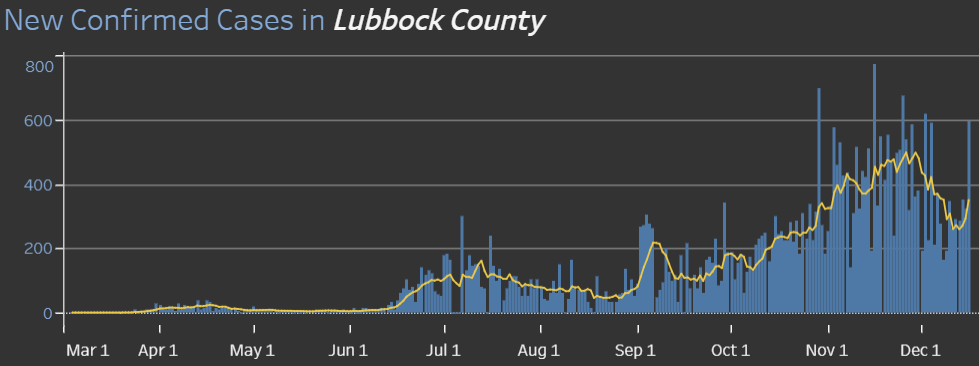 New Confirmed Cases in Lubbock County
800
600
400
200
0
Mar 1 Apr 1 May 1 Jun 1 Jul 1 Aug 1 Sep 1 Oct 1 Nov 1 Dec 1